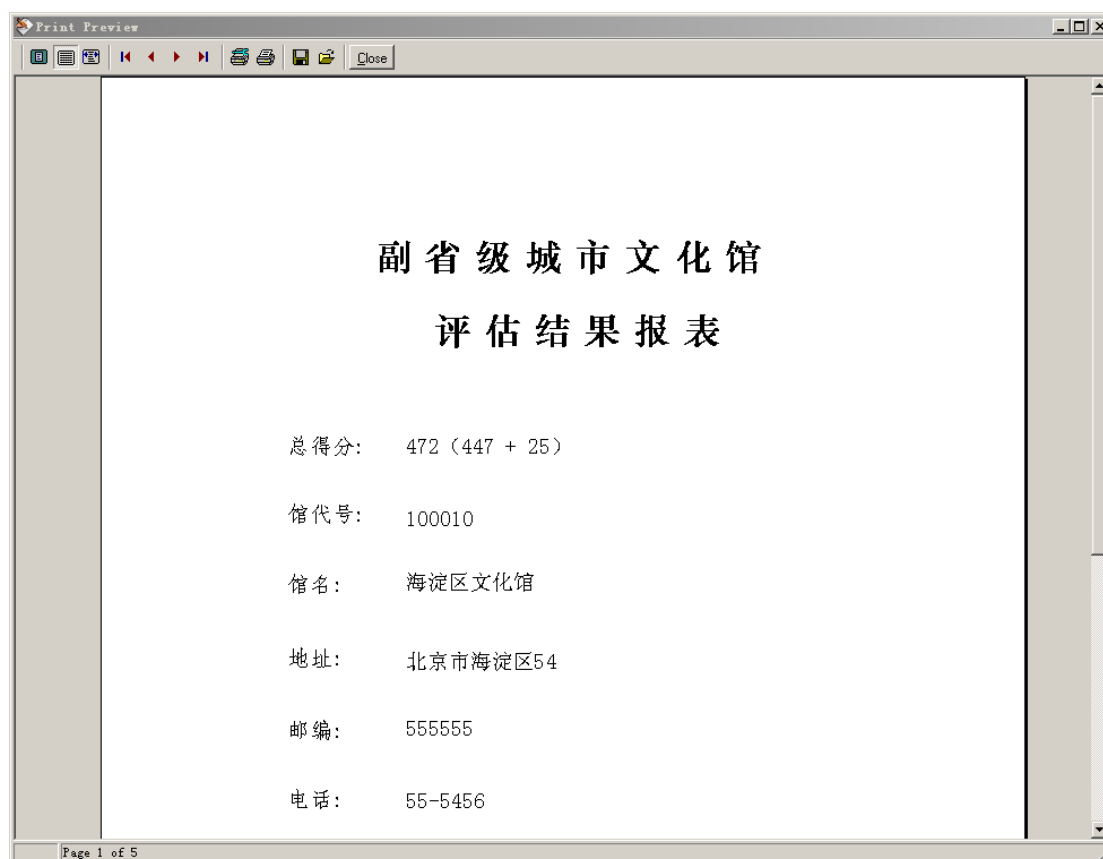 Print Preview
Close
副省级城市文化馆
评估结果报表
总得分: 472（447 + 25）
馆代号: 100010
馆名: 海淀区文化馆
地址: 北京市海淀区54
邮编: 555555
电话: 55-5456
Page 1 of 5